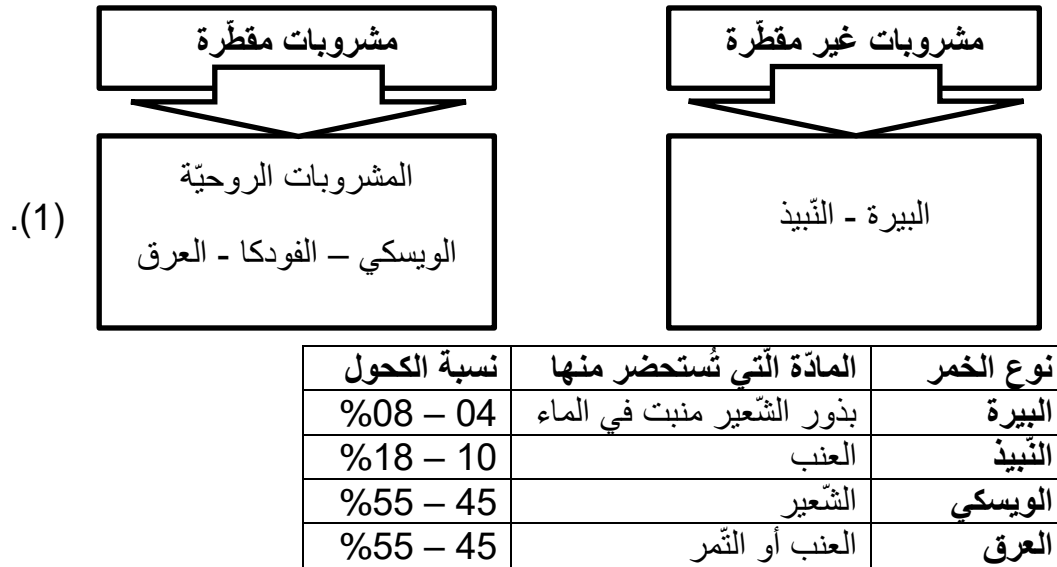 مشروبات غير مقطّرة
مشروبات مقطّرة
البيرة - النّبيذ
المشروبات الروحيّة
الويسكي – الفودكا - العرق
(1).
نوع الخمر المادّة الّتي تُستحضر منها نسبة الكحول
البيرة بذور الشّعير منبت في الماء 04 – 08%
النّبيذ العنب 10 – 18%
الويسكي الشّعير 45 – 55%
العرق العنب أو التّمر 45 – 55%